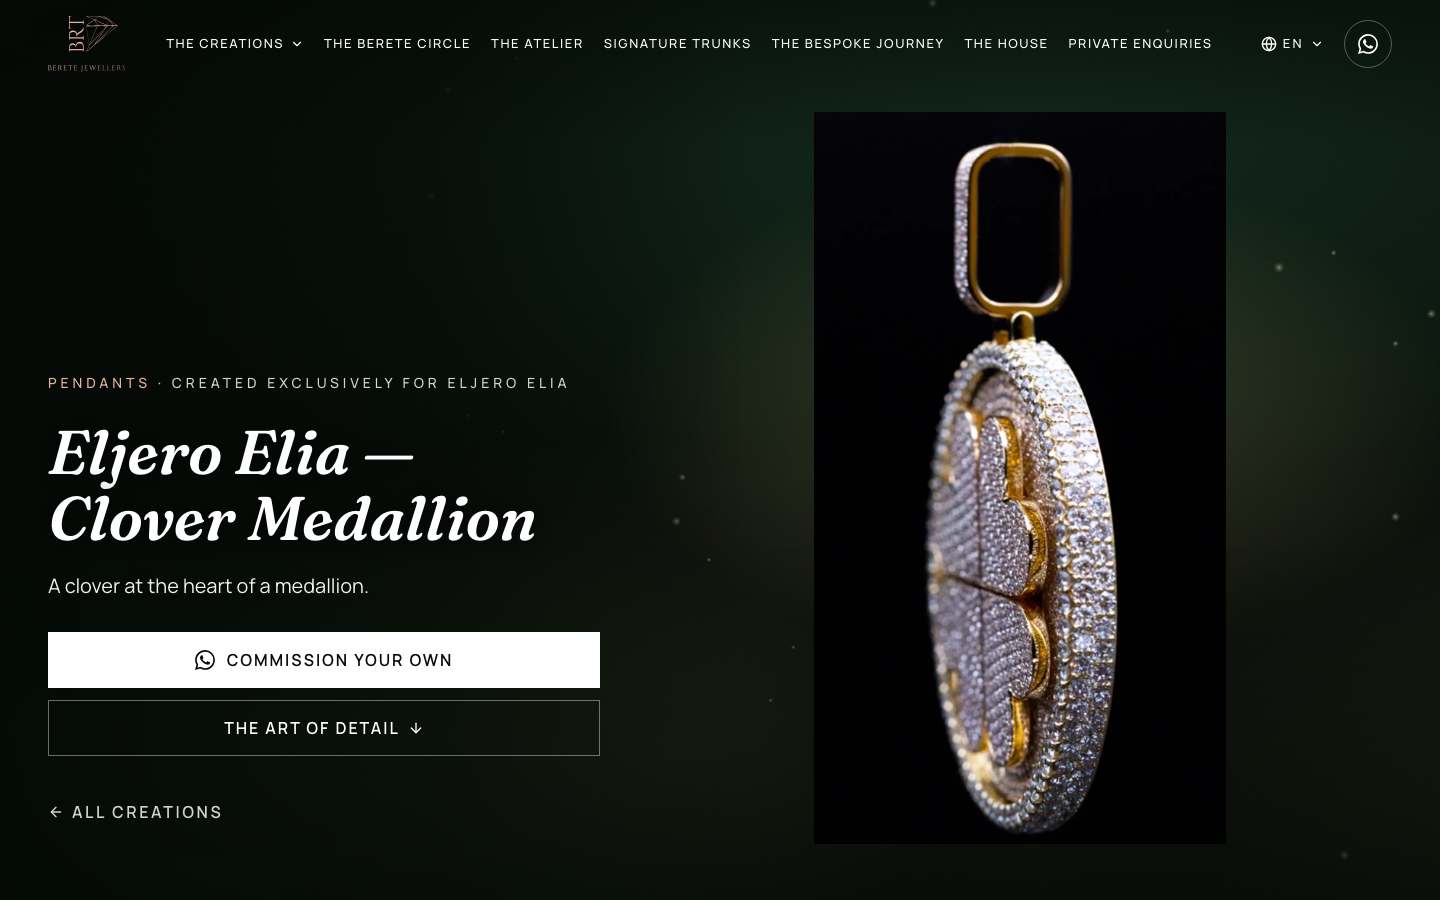 BRT
BERETE JEWELLERS
THE CREATIONS
THE BERETE CIRCLE
THE ATELIER
SIGNATURE TRUNKS
THE BESPOKE JOURNEY
THE HOUSE
PRIVATE ENQUIRIES
EN
PENDANTS · CREATED EXCLUSIVELY FOR ELJERO ELIA
Eljero Elia —
Clover Medallion
A clover at the heart of a medallion.
COMMISSION YOUR OWN
THE ART OF DETAIL ↓
← ALL CREATIONS